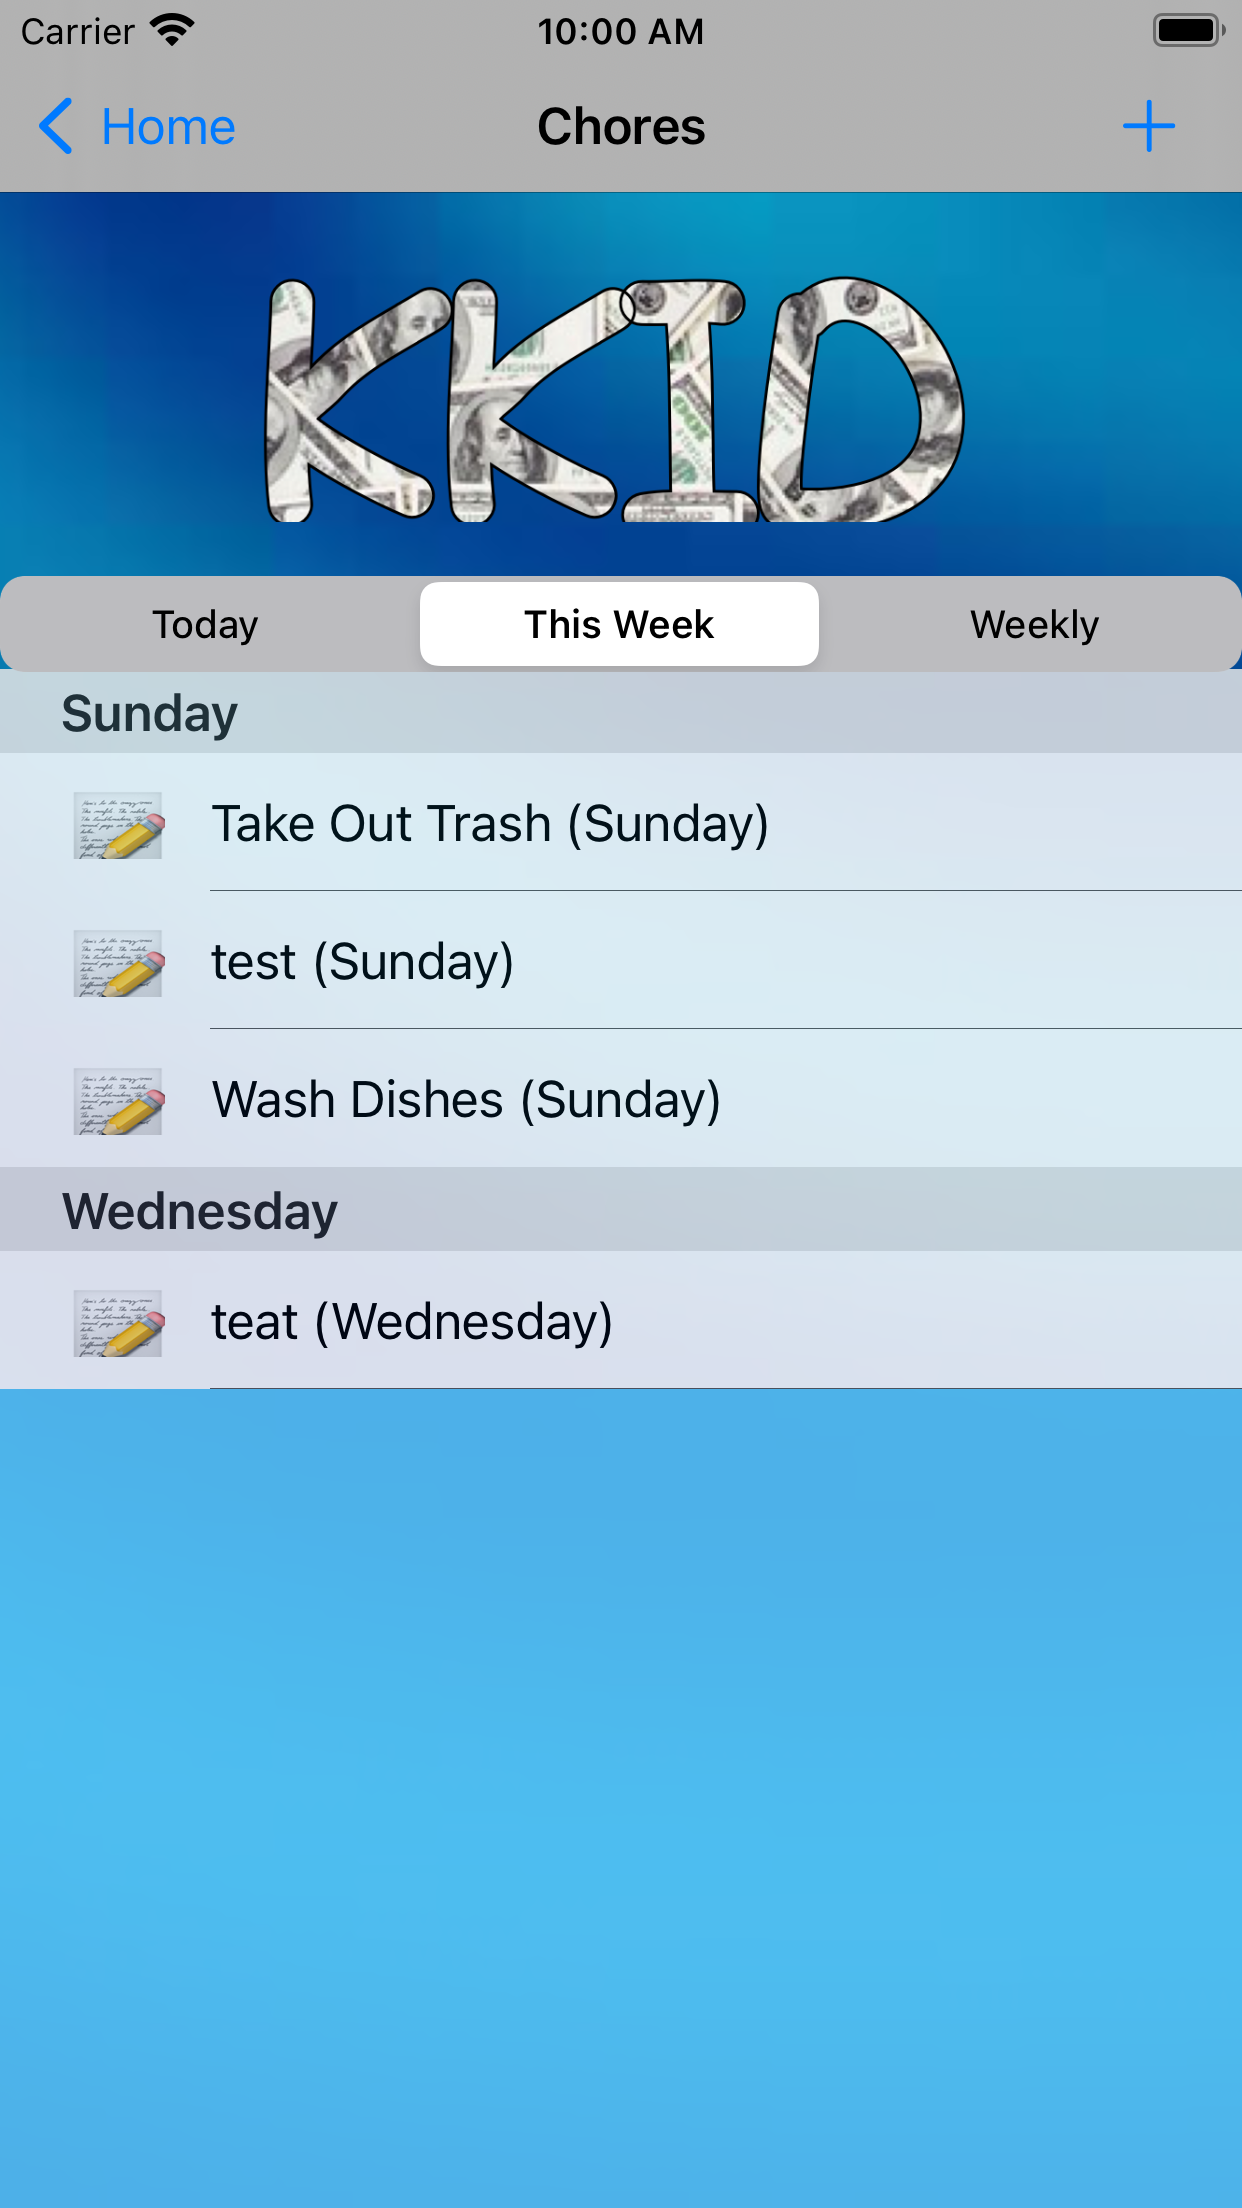 Carrier 10:00 AM
Home Chores
KKID
Today This Week Weekly
Sunday
Take Out Trash (Sunday)
test (Sunday)
Wash Dishes (Sunday)
Wednesday
teat (Wednesday)